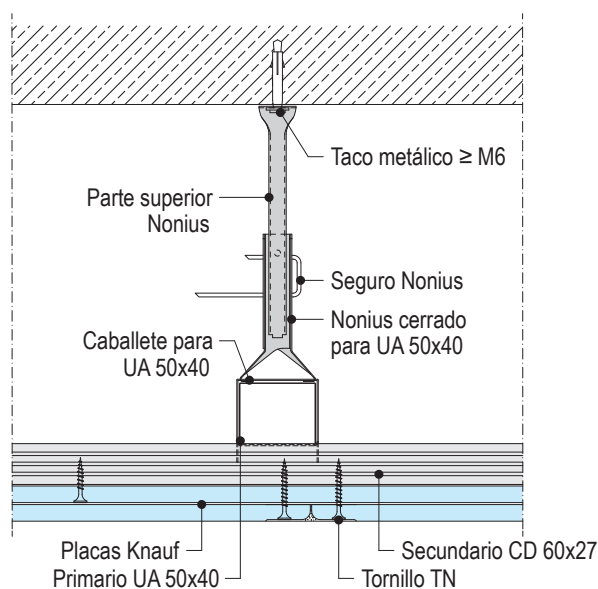 Taco metálico ≥ M6
Parte superior
Nonius
Seguro Nonius
Nonius cerrado
para UA 50x40
Caballete para
UA 50x40
Placas Knauf
Secundario CD 60x27
Primario UA 50x40
Tornillo TN